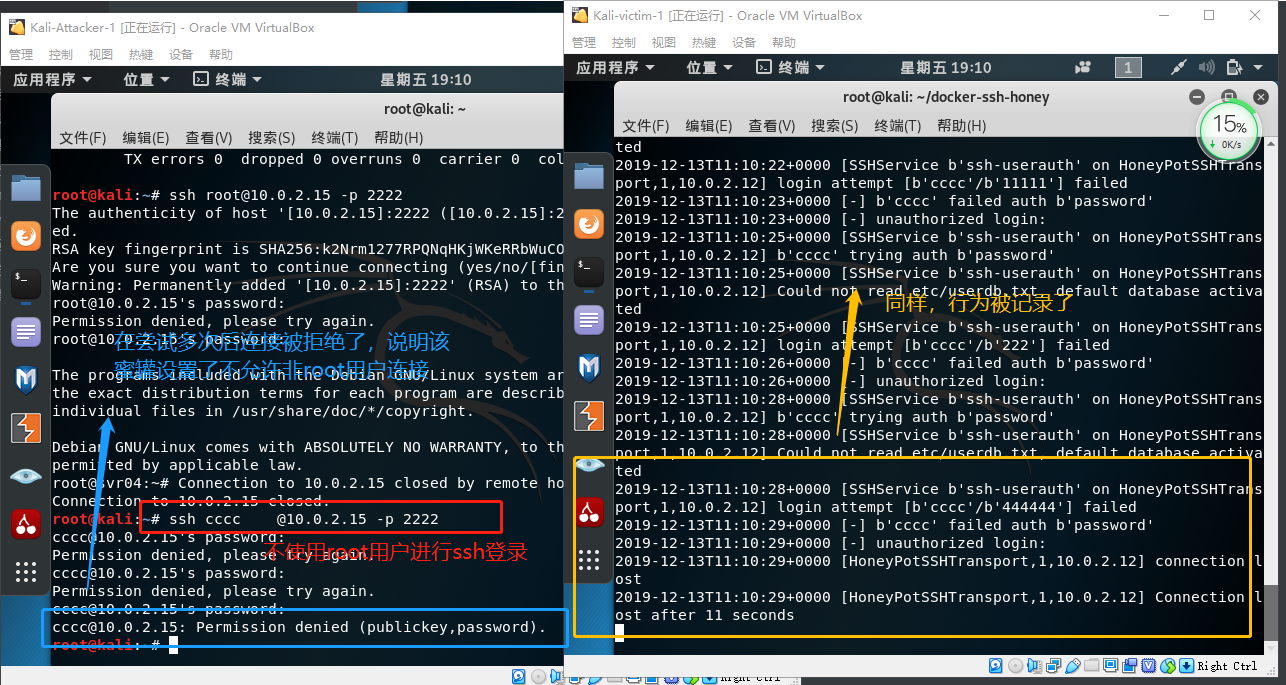 Kali-Attacker-1 [正在运行] - Oracle VM VirtualBox
管理 控制 视图 热键 设备 帮助
应用程序 位置 终端 星期五 19:10
root@kali: ~
文件(F) 编辑(E) 查看(V) 搜索(S) 终端(T) 帮助(H)
TX errors 0 dropped 0 overruns 0 carrier 0 col
root@kali:~# ssh root@10.0.2.15 -p 2222
The authenticity of host '[10.0.2.15]:2222 ([10.0.2.15]:2
ed.
RSA key fingerprint is SHA256:k2Nrm1277RPQNqHKjWKeRRbWuCO
Are you sure you want to continue connecting (yes/no/[fin
Warning: Permanently added '[10.0.2.15]:2222' (RSA) to th
root@10.0.2.15's password:
Permission denied, please try again.
root@10.0.2.15's password:
在尝试多次后连接被拒绝了，说明该
蜜罐设置了不允许非root用户连接
The programs included with the Debian GNU/Linux system ar
the exact distribution terms for each program are describ
individual files in /usr/share/doc/*/copyright.
Debian GNU/Linux comes with ABSOLUTELY NO WARRANTY, to th
permitted by applicable law.
root@svr04:~# Connection to 10.0.2.15 closed by remote ho
Connection to 10.0.2.15 closed.
root@kali:~# ssh cccc @10.0.2.15 -p 2222
cccc@10.0.2.15's password:
不使用root用户进行ssh登录
Permission denied, please try again.
cccc@10.0.2.15's password:
Permission denied, please try again.
cccc@10.0.2.15's password:
cccc@10.0.2.15: Permission denied (publickey,password).
root@kali:~#
Right Ctrl
Kali-victim-1 [正在运行] - Oracle VM VirtualBox
管理 控制 视图 热键 设备 帮助
应用程序 位置 终端 星期五 19:10 1
root@kali: ~/docker-ssh-honey
文件(F) 编辑(E) 查看(V) 搜索(S) 终端(T) 帮助(H)
15%
0K/s
ted
2019-12-13T11:10:22+0000 [SSHService b'ssh-userauth' on HoneyPotSSHTrans
port,1,10.0.2.12] login attempt [b'cccc'/b'11111'] failed
2019-12-13T11:10:23+0000 [-] b'cccc' failed auth b'password'
2019-12-13T11:10:23+0000 [-] unauthorized login:
2019-12-13T11:10:25+0000 [SSHService b'ssh-userauth' on HoneyPotSSHTrans
port,1,10.0.2.12] b'cccc' trying auth b'password'
2019-12-13T11:10:25+0000 [SSHService b'ssh-userauth' on HoneyPotSSHTrans
port,1,10.0.2.12] Could not read etc/userdb.txt, default database activa
同样，行为被记录了
ted
2019-12-13T11:10:25+0000 [SSHService b'ssh-userauth' on HoneyPotSSHTrans
port,1,10.0.2.12] login attempt [b'cccc'/b'222'] failed
2019-12-13T11:10:26+0000 [-] b'cccc' failed auth b'password'
2019-12-13T11:10:26+0000 [-] unauthorized login:
2019-12-13T11:10:28+0000 [SSHService b'ssh-userauth' on HoneyPotSSHTrans
port,1,10.0.2.12] b'cccc' trying auth b'password'
2019-12-13T11:10:28+0000 [SSHService b'ssh-userauth' on HoneyPotSSHTrans
port,1,10.0.2.12] Could not read etc/userdb.txt, default database activa
ted
2019-12-13T11:10:28+0000 [SSHService b'ssh-userauth' on HoneyPotSSHTrans
port,1,10.0.2.12] login attempt [b'cccc'/b'444444'] failed
2019-12-13T11:10:29+0000 [-] b'cccc' failed auth b'password'
2019-12-13T11:10:29+0000 [-] unauthorized login:
2019-12-13T11:10:29+0000 [HoneyPotSSHTransport,1,10.0.2.12] connection l
ost
2019-12-13T11:10:29+0000 [HoneyPotSSHTransport,1,10.0.2.12] Connection l
ost after 11 seconds
Right Ctrl